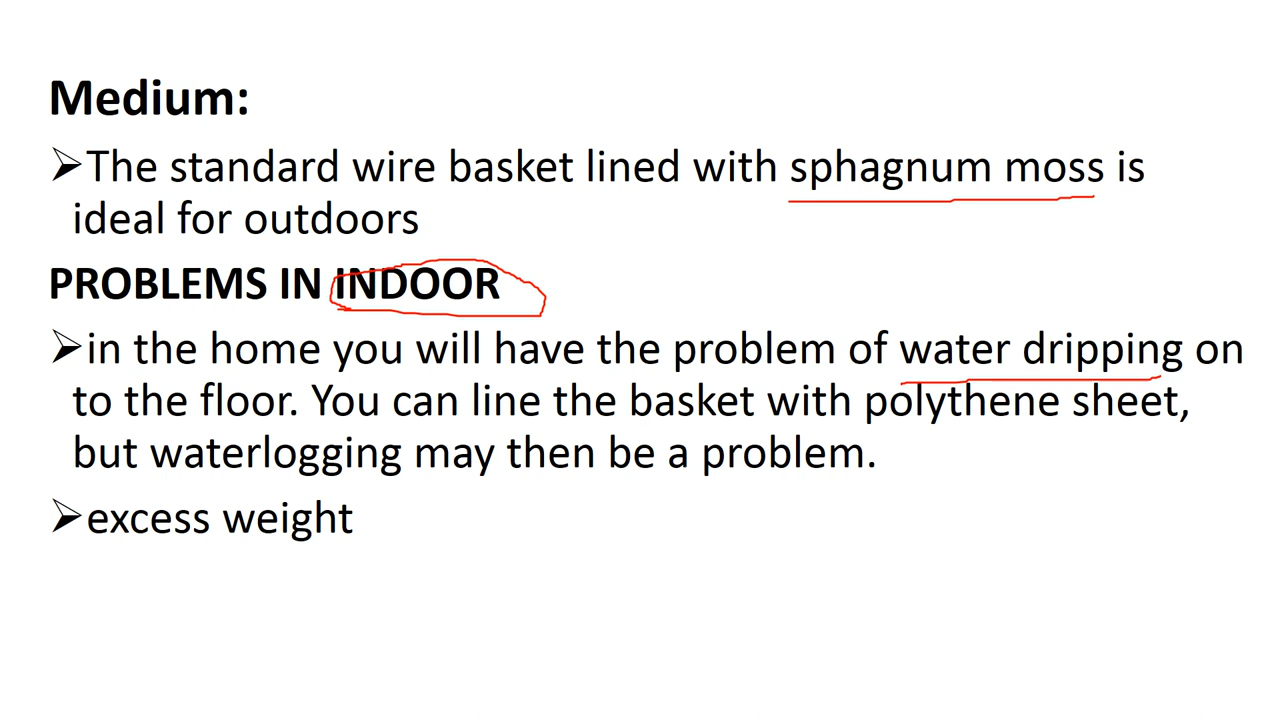 Medium:
➢The standard wire basket lined with sphagnum moss is
ideal for outdoors
PROBLEMS IN INDOOR
➢in the home you will have the problem of water dripping on
to the floor. You can line the basket with polythene sheet,
but waterlogging may then be a problem.
➢excess weight